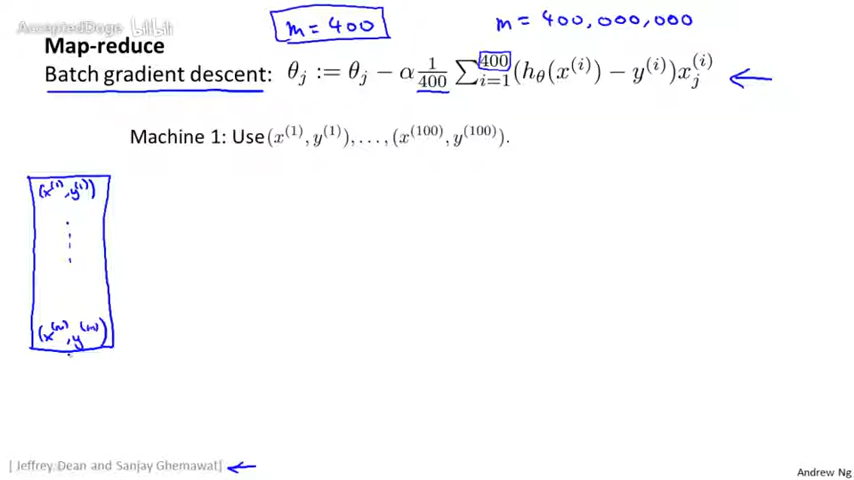 AcceptedDoge bilibili
m = 400 m = 400,000,000
Map-reduce
Batch gradient descent: θ_j := θ_j − α 1/400 ∑_{i=1}^{400} (h_θ(x^{(i)}) − y^{(i)}) x_j^{(i)}
Machine 1: Use (x^{(1)}, y^{(1)}), . . . , (x^{(100)}, y^{(100)}).
(x^{(1)}, y^{(1)})
(x^{(m)}, y^{(m)})
[ Jeffrey Dean and Sanjay Ghemawat]
Andrew Ng